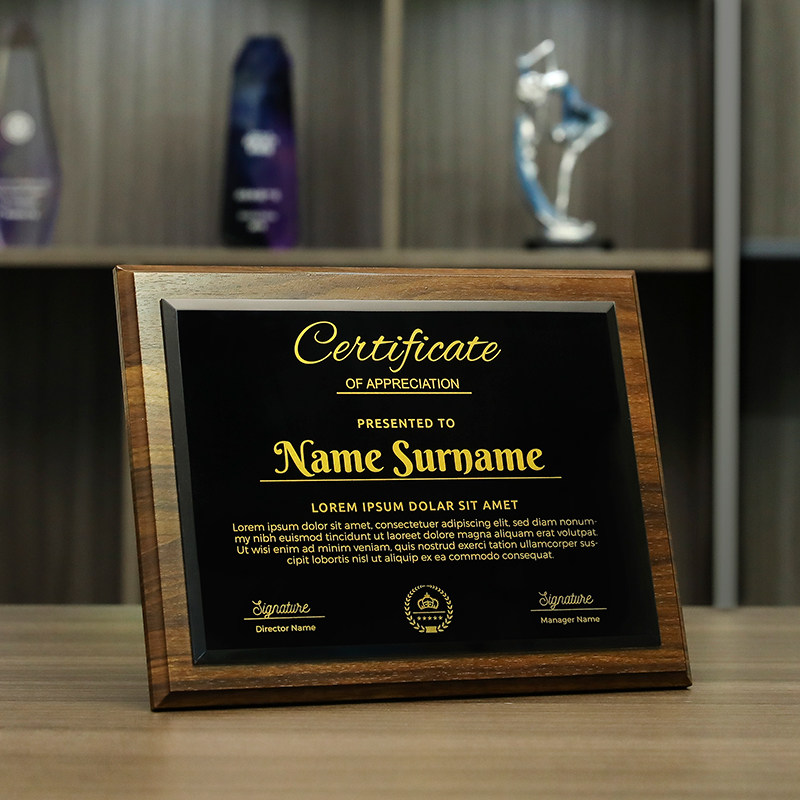 Certificate
OF APPRECIATION
PRESENTED TO
Name Surname
LOREM IPSUM DOLAR SIT AMET
Lorem ipsum dolor sit amet, consectetuer adipiscing elit, sed diam nonum-
my nibh euismod tincidunt ut laoreet dolore magna aliquam erat volutpat.
Ut wisi enim ad minim veniam, quis nostrud exerci tation ullamcorper sus-
cipit lobortis nisl ut aliquip ex ea commodo consequat.
Signature
Director Name
Signature
Manager Name